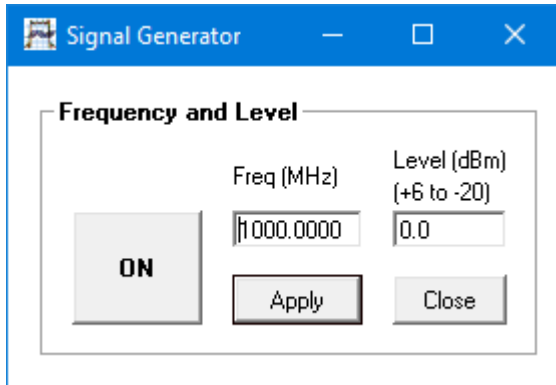 Signal Generator
Frequency and Level
Freq (MHz)
Level (dBm)
(+6 to -20)
1000.0000
0.0
ON
Apply
Close